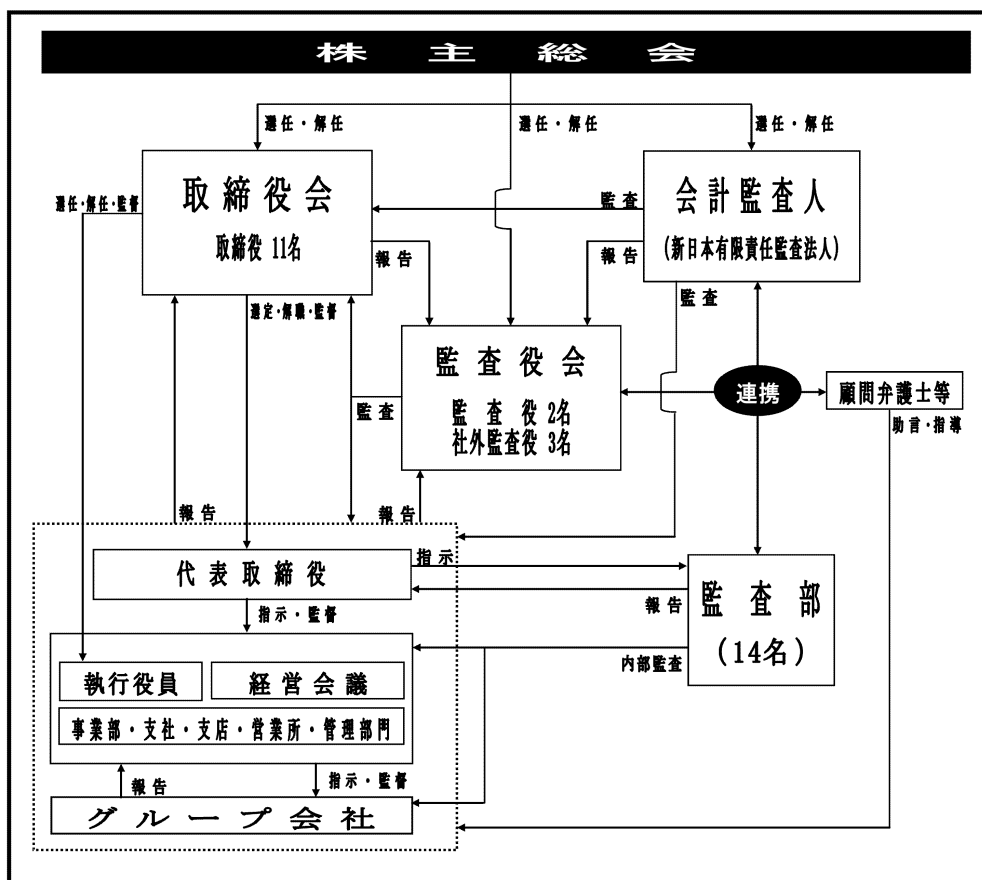 株主総会
選任・解任
選任・解任
選任・解任
取締役会
取締役 11名
会計監査人
(新日本有限責任監査法人)
選任・解任・監督
監査
報告
報告
監査
選定・解職・監督
監査役会
監査役 2名
社外監査役 3名
監査
連携
顧問弁護士等
助言・指導
報告
報告
代表取締役
指示
報告
監査部
(14名)
指示・監督
内部監査
執行役員
経営会議
事業部・支社・支店・営業所・管理部門
報告
指示・監督
グループ会社